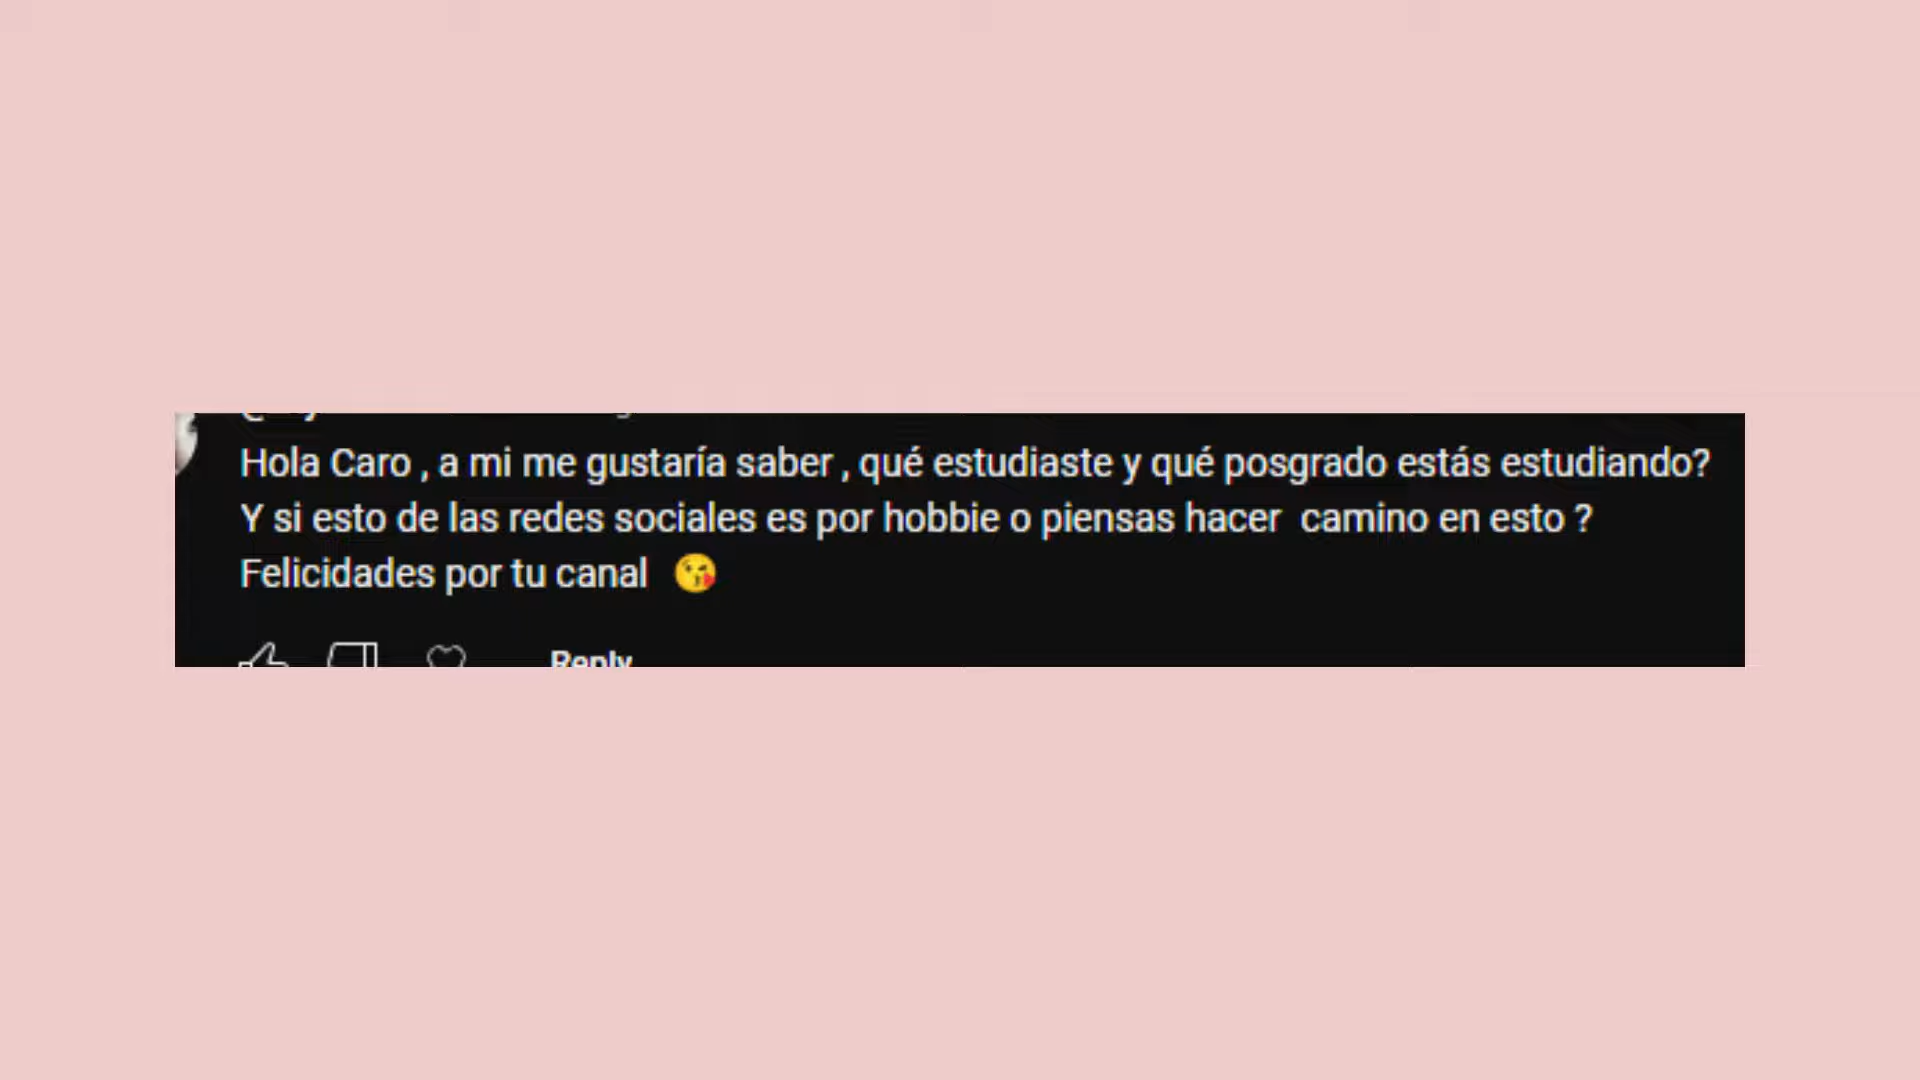 Hola Caro , a mi me gustaría saber , qué estudiaste y qué posgrado estás estudiando?
Y si esto de las redes sociales es por hobbie o piensas hacer  camino en esto ?
Felicidades por tu canal 😘
Reply